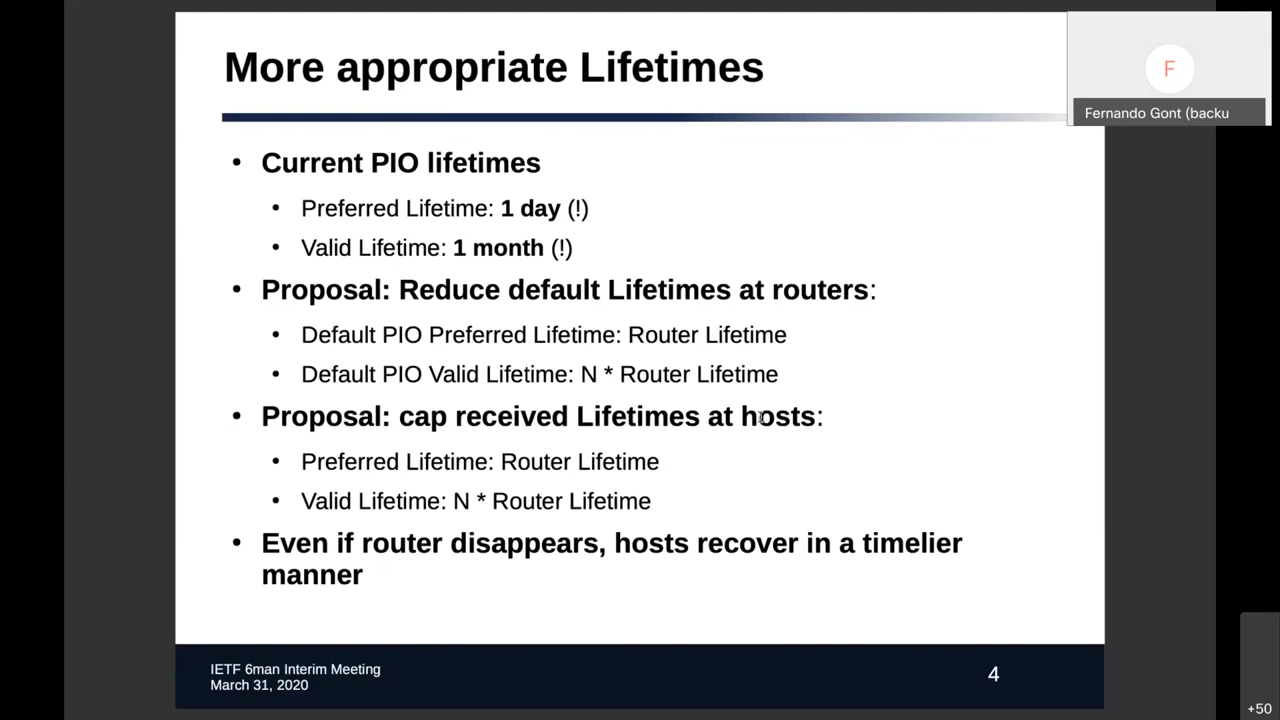 More appropriate Lifetimes
F
Fernando Gont (backu
• Current PIO lifetimes
• Preferred Lifetime: 1 day (!)
• Valid Lifetime: 1 month (!)
• Proposal: Reduce default Lifetimes at routers:
• Default PIO Preferred Lifetime: Router Lifetime
• Default PIO Valid Lifetime: N * Router Lifetime
• Proposal: cap received Lifetimes at hosts:
• Preferred Lifetime: Router Lifetime
• Valid Lifetime: N * Router Lifetime
• Even if router disappears, hosts recover in a timelier
manner
IETF 6man Interim Meeting
March 31, 2020
4
+50